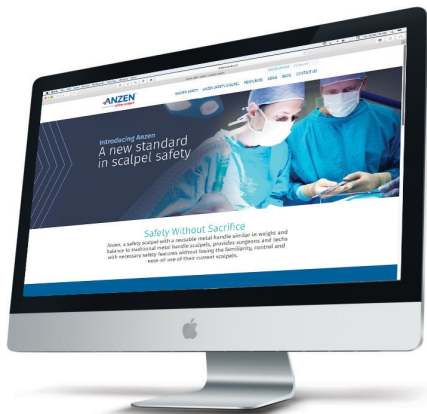 ANZEN
safety scalpel
SHARPS SAFETY ANZEN SAFETY SCALPEL RESOURCES NEWS BLOG CONTACT US
Introducing Anzen
A new standard
in scalpel safety
Safety Without Sacrifice
Anzen, a safety scalpel with a reusable metal handle similar in weight and
balance to traditional metal handle scalpels, provides surgeons and techs
with necessary safety features without losing the familiarity, control and
ease-of-use of their current scalpels.